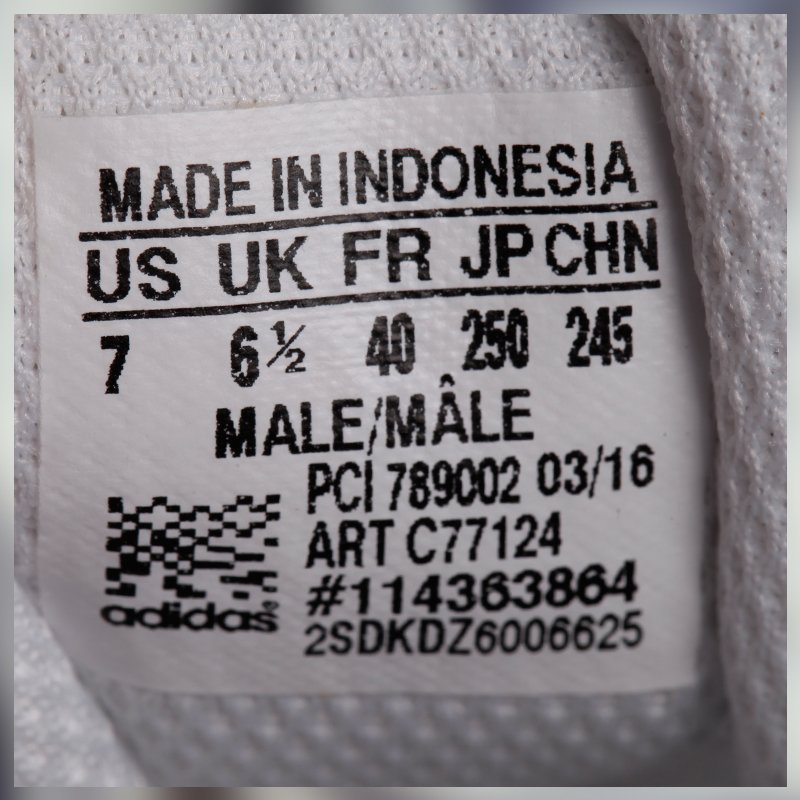 MADE IN INDONESIA
US UK FR JP CHN
7 6½ 40 250 245
MALE/MÂLE
PCI 789002 03/16
ART C77124
#114363864
adidas®
2SDKDZ6006625